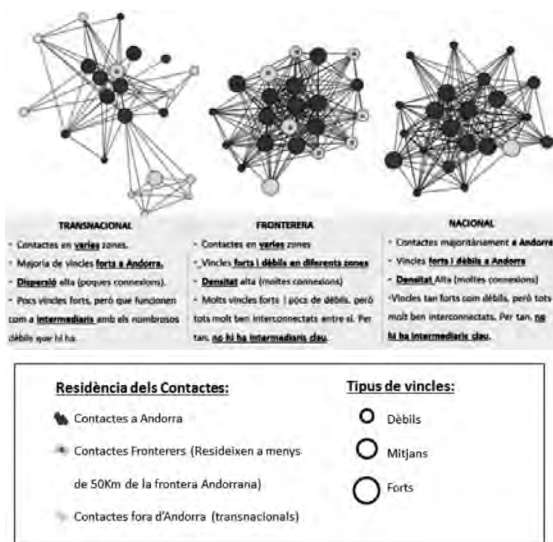 TRANSNACIONAL
- Contactes en varies zones.
- Majoria de vincles forts a Andorra.
- Dispersió alta (poques connexions).
- Pocs vincles forts, però que funcionen
com a intermediaris amb els nombrosos
dèbils que hi ha.
FRONTERERA
- Contactes en varies zones
- Vincles forts i dèbils en diferents zones
- Densitat alta (moltes connexions)
- Molts vincles forts i pocs de dèbils, però
tots molt ben interconnectats entre si. Per
tan, no hi ha intermediaris clau.
NACIONAL
- Contactes majoritàriament a Andorra
- Vincles forts i dèbils a Andorra
- Densitat Alta (moltes connexions)
-Vincles tan forts com dèbils, però tots
molt ben interconnectats. Per tan, no
hi ha intermediaris clau.
Residència dels Contactes:
Contactes a Andorra
Contactes Fronterers (Resideixen a menys
de 50Km de la frontera Andorrana)
Contactes fora d'Andorra (transnacionals)
Tipus de vincles:
Dèbils
Mitjans
Forts